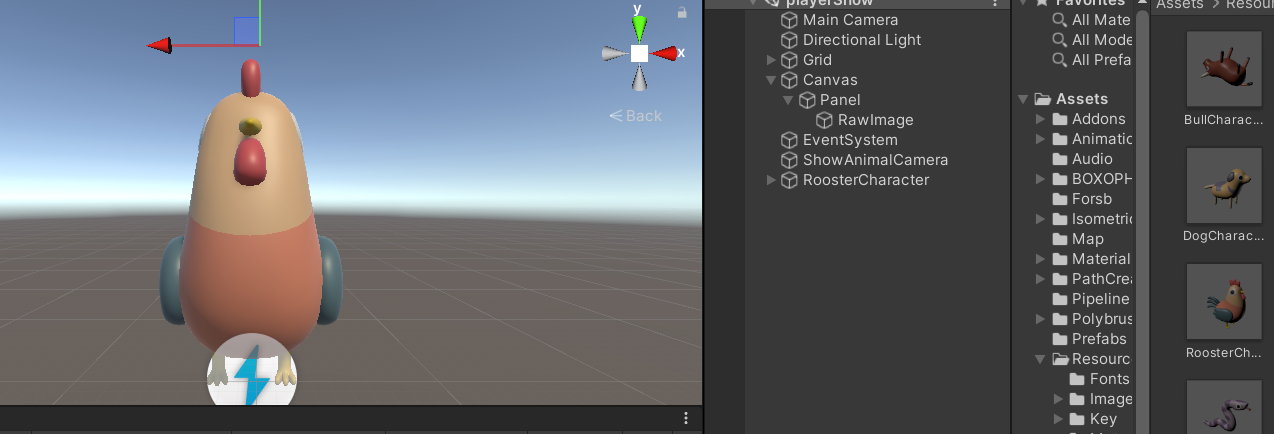 y
x
Back
playerShow
Main Camera
Directional Light
Grid
Canvas
Panel
RawImage
EventSystem
ShowAnimalCamera
RoosterCharacter
Favorites
All Mate
All Mode
All Prefa
Assets
Addons
Animatic
Audio
BOXOPH
Forsb
Isometric
Map
Material
PathCrea
Pipeline
Polybrus
Prefabs
Resourc
Fonts
Image
Key
Assets > Resour
BullCharac...
DogCharac...
RoosterCh...